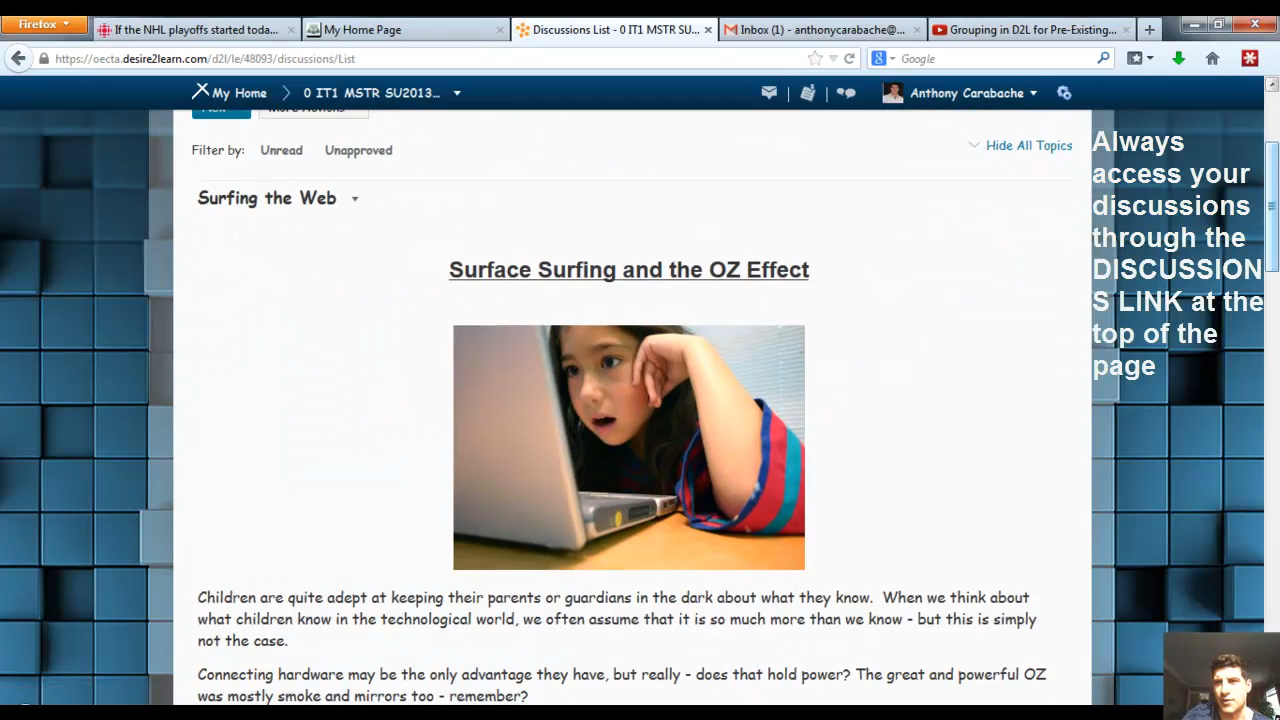 Firefox
If the NHL playoffs started toda...
My Home Page
Discussions List - 0 IT1 MSTR SU...
Inbox (1) - anthonycarabache@...
Grouping in D2L for Pre-Existing...
https://oecta.desire2learn.com/d2l/le/48093/discussions/List
Google
My Home
0 IT1 MSTR SU2013...
Anthony Carabache
Filter by: Unread Unapproved
Hide All Topics
Surfing the Web
Surface Surfing and the OZ Effect
Children are quite adept at keeping their parents or guardians in the dark about what they know. When we think about
what children know in the technological world, we often assume that it is so much more than we know - but this is simply
not the case.
Connecting hardware may be the only advantage they have, but really - does that hold power? The great and powerful OZ
was mostly smoke and mirrors too - remember?
Always
access your
discussions
through the
DISCUSSION
S LINK at the
top of the
page